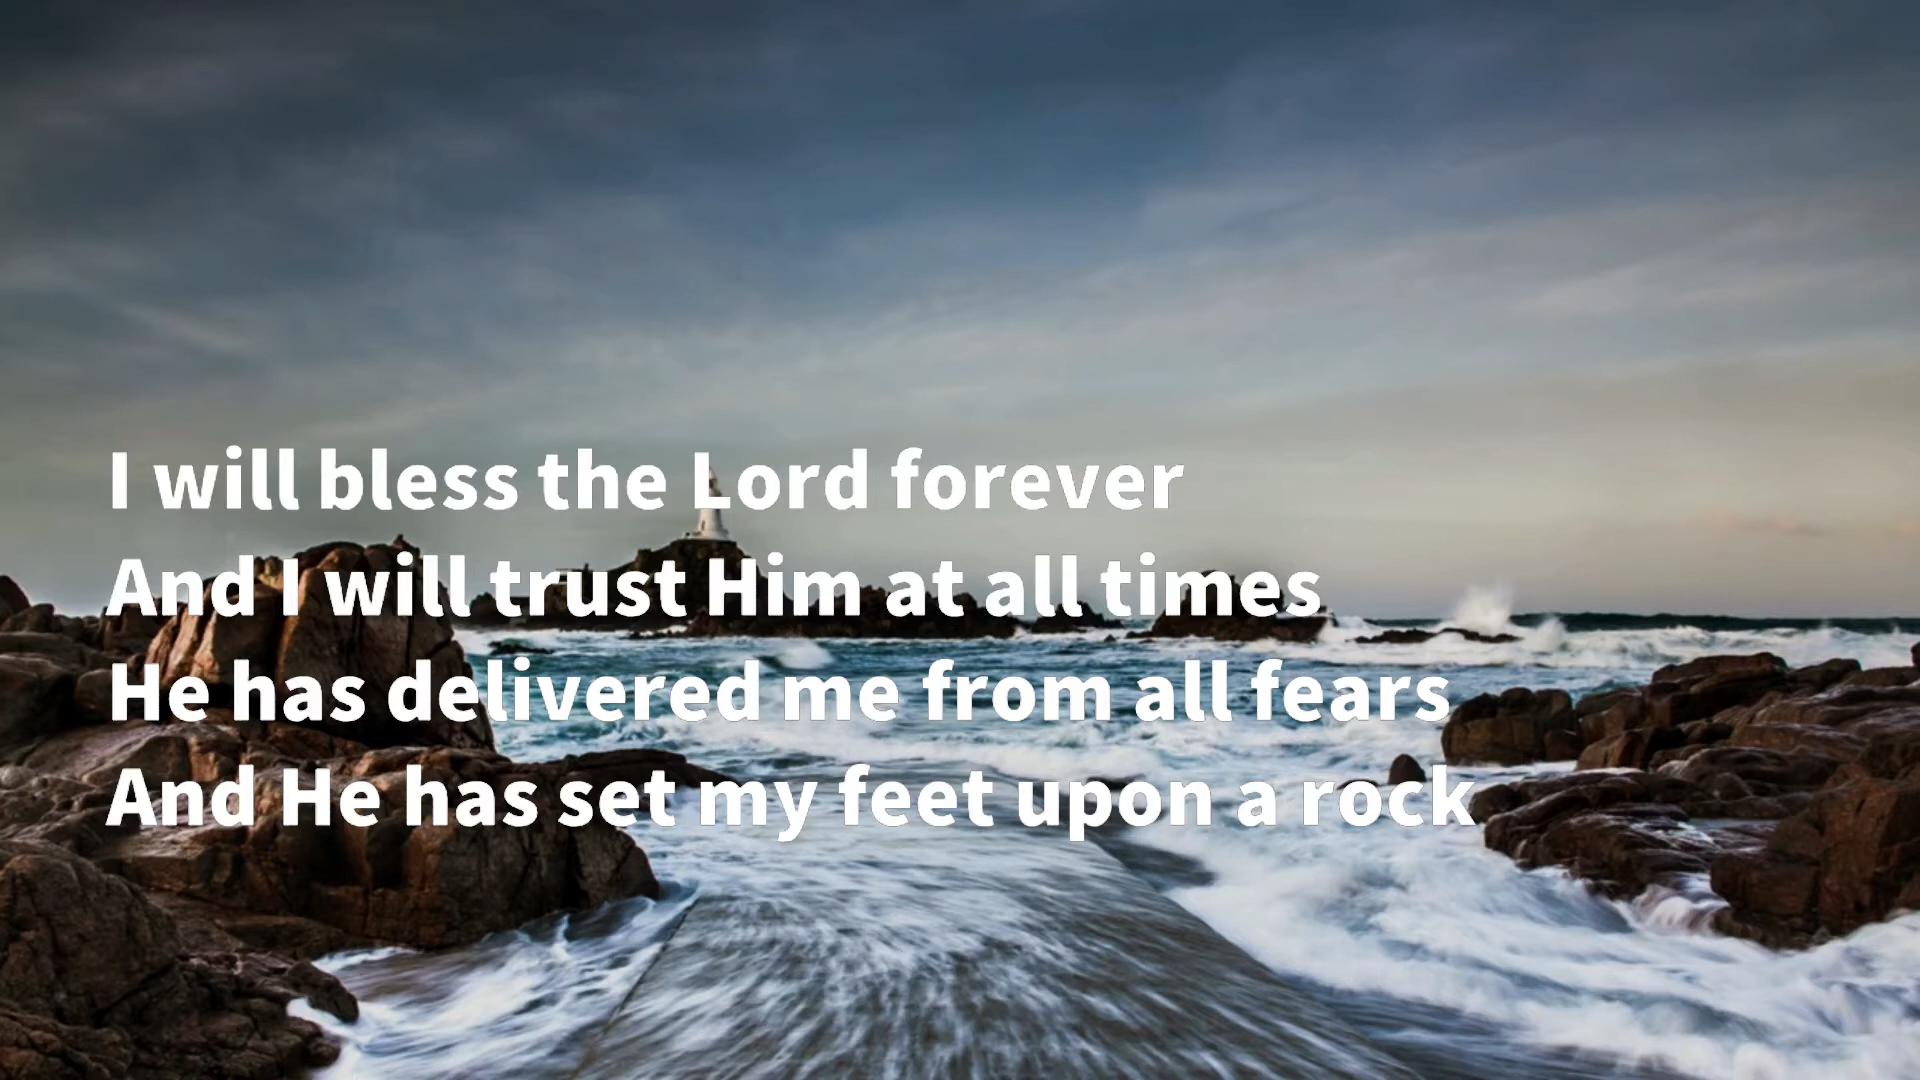 I will bless the Lord forever
And I will trust Him at all times
He has delivered me from all fears
And He has set my feet upon a rock